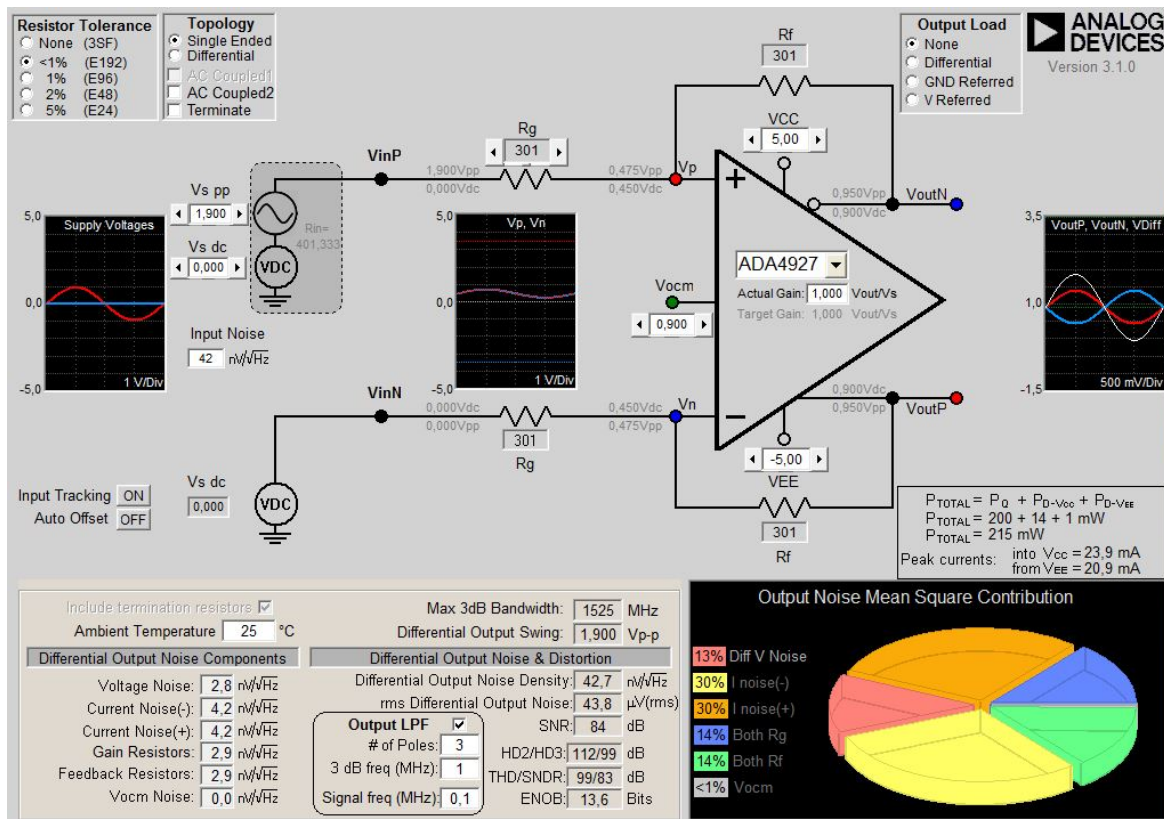 Resistor Tolerance
None (3SF)
<1% (E192)
1% (E96)
2% (E48)
5% (E24)
Topology
Single Ended
Differential
AC Coupled1
AC Coupled2
Terminate
Output Load
None
Differential
GND Referred
V Referred
ANALOG
DEVICES
Version 3.1.0
Rf
301
VCC
5,00
Rg
301
VinP
1,900Vpp
0,000Vdc
0,475Vpp
0,450Vdc
Vp
+
0,950Vpp
0,900Vdc
VoutN
Vs pp
1,900
Vs dc
0,000
Rin=
401,333
VDC
5,0
Supply Voltages
0,0
-5,0
1 V/Div
Input Noise
42 nV/√Hz
5,0
Vp, Vn
0,0
-5,0
1 V/Div
Vocm
0,900
ADA4927
Actual Gain: 1,000 Vout/Vs
Target Gain: 1,000 Vout/Vs
3,5
VoutP, VoutN, VDiff
1,0
-1,5
500 mV/Div
VinN
0,000Vdc
0,000Vpp
0,450Vdc
0,475Vpp
Vn
–
0,900Vdc
0,950Vpp
VoutP
301
Rg
-5,00
VEE
301
Rf
Input Tracking ON
Auto Offset OFF
Vs dc
0,000
VDC
PTOTAL = PQ + PD-VCC + PD-VEE
PTOTAL = 200 + 14 + 1 mW
PTOTAL = 215 mW
Peak currents: into VCC = 23,9 mA
from VEE = 20,9 mA
Include termination resistors
Ambient Temperature 25 °C
Differential Output Noise Components
Voltage Noise: 2,8 nV/√Hz
Current Noise(-): 4,2 nV/√Hz
Current Noise(+): 4,2 nV/√Hz
Gain Resistors: 2,9 nV/√Hz
Feedback Resistors: 2,9 nV/√Hz
Vocm Noise: 0,0 nV/√Hz
Max 3dB Bandwidth: 1525 MHz
Differential Output Swing: 1,900 Vp-p
Differential Output Noise & Distortion
Differential Output Noise Density: 42,7 nV/√Hz
rms Differential Output Noise: 43,8 µV(rms)
SNR: 84 dB
HD2/HD3: 112/99 dB
THD/SNDR: 99/83 dB
ENOB: 13,6 Bits
Output LPF
# of Poles: 3
3 dB freq (MHz): 1
Signal freq (MHz): 0,1
Output Noise Mean Square Contribution
13% Diff V Noise
30% I noise(-)
30% I noise(+)
14% Both Rg
14% Both Rf
<1% Vocm